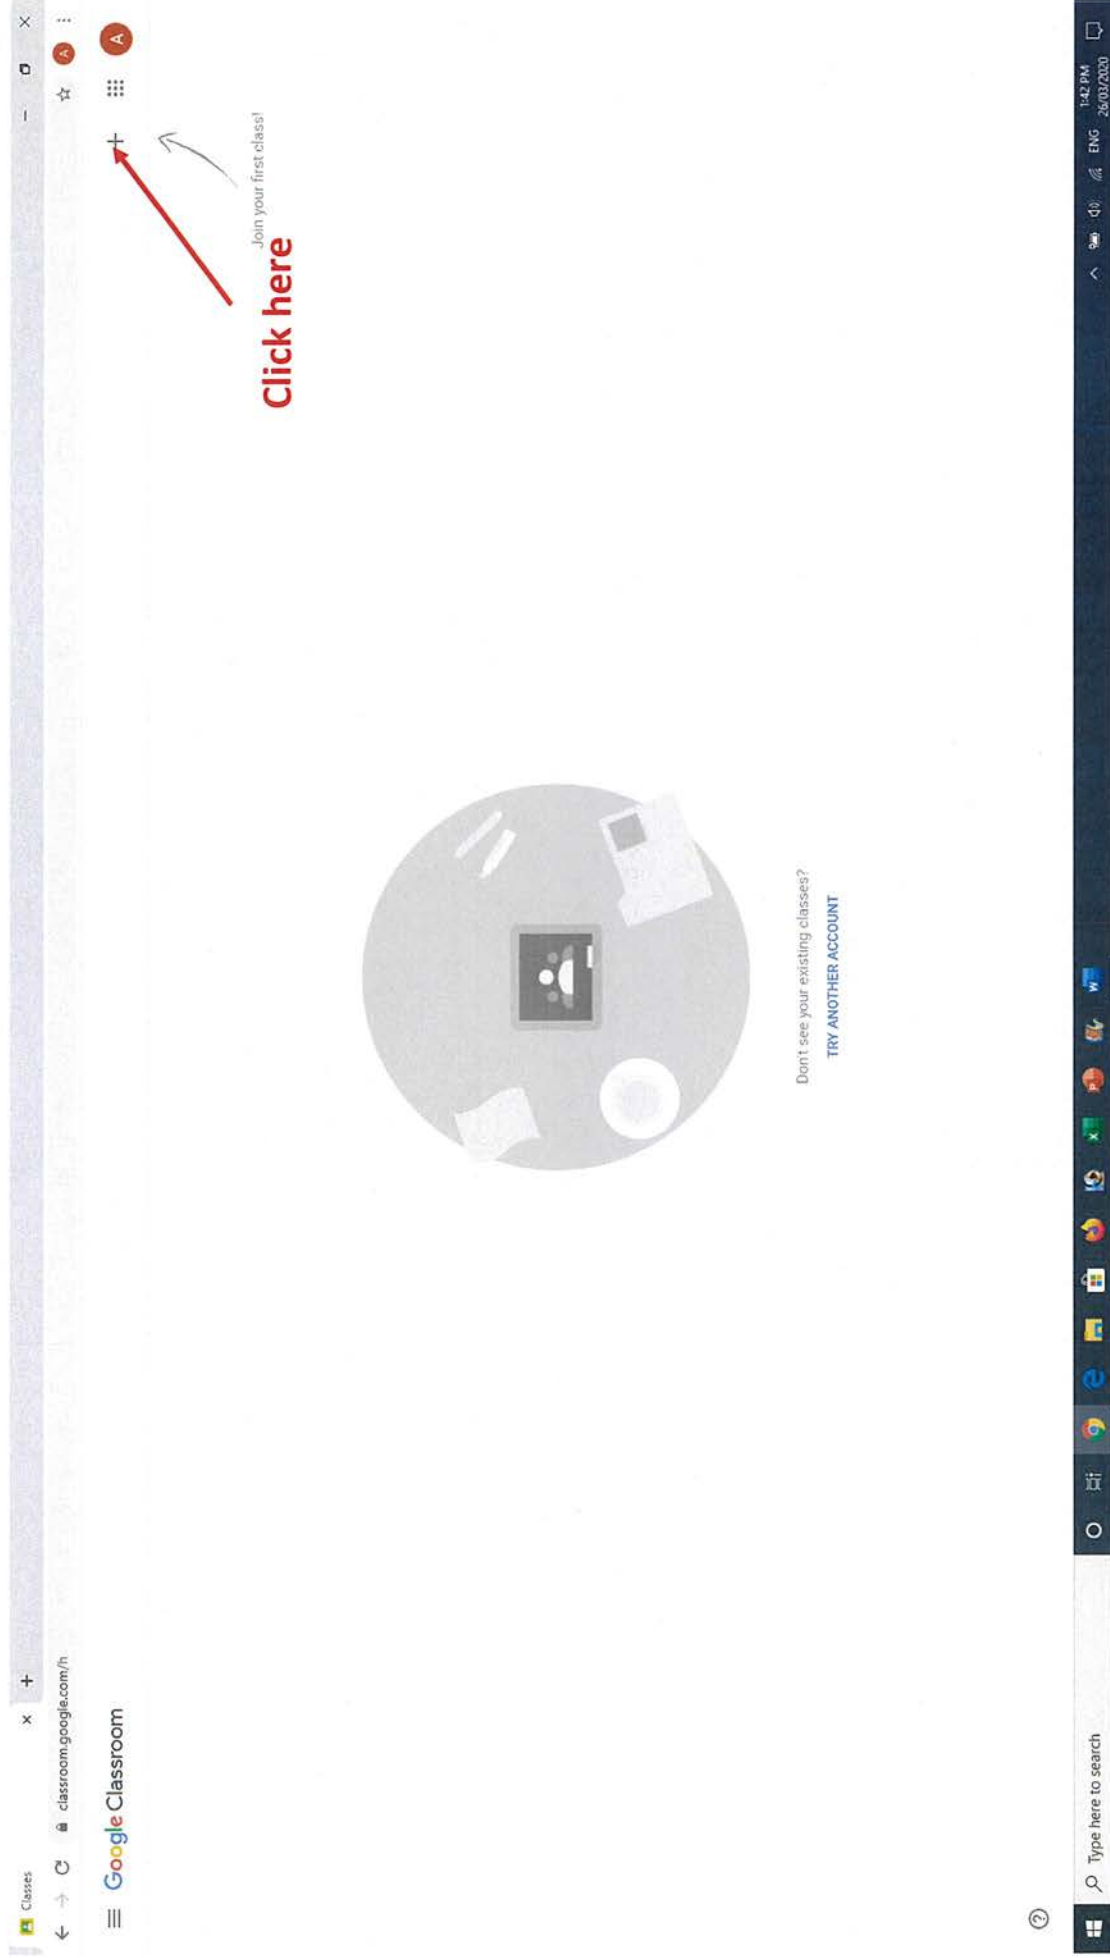 Classes
classroom.google.com/h
A
Google Classroom
A
Join your first class!
Click here
Don't see your existing classes?
TRY ANOTHER ACCOUNT
Type here to search
ENG
1:42 PM
26/03/2020